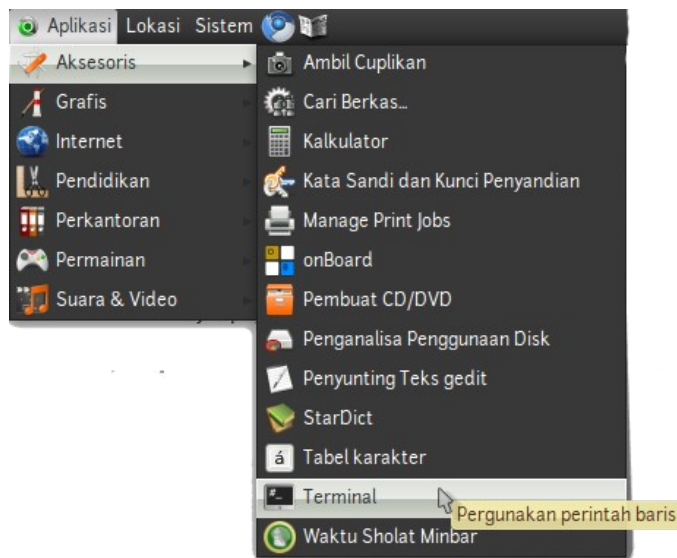 Aplikasi Lokasi Sistem
Aksesoris
Grafis
Internet
Pendidikan
Perkantoran
Permainan
Suara & Video
Ambil Cuplikan
Cari Berkas...
Kalkulator
Kata Sandi dan Kunci Penyandian
Manage Print Jobs
onBoard
Pembuat CD/DVD
Penganalisa Penggunaan Disk
Penyunting Teks gedit
StarDict
á Tabel karakter
Terminal
Pergunakan perintah baris
Waktu Sholat Minbar